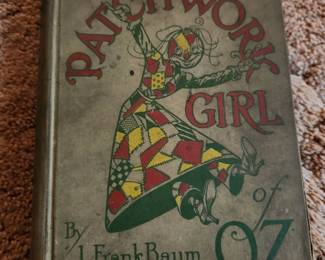 PATCHWORK
GIRL
of
OZ
By
L. Frank Baum